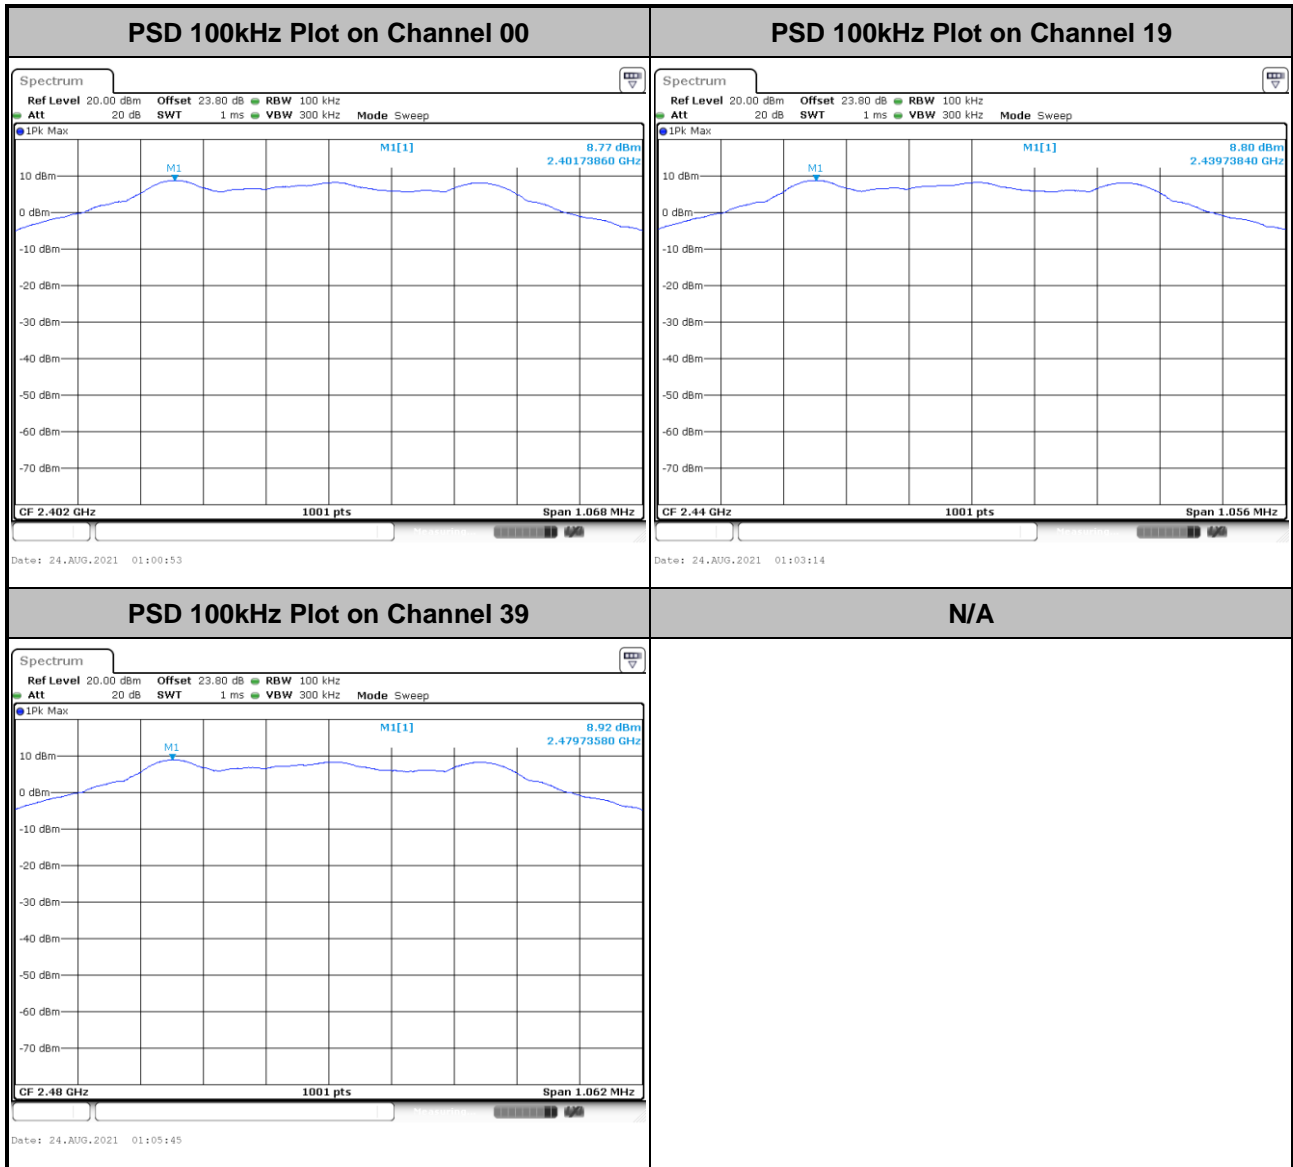 PSD 100kHz Plot on Channel 00
Spectrum
Ref Level 20.00 dBm Offset 23.80 dB RBW 100 kHz
Att 20 dB SWT 1 ms VBW 300 kHz Mode Sweep
1Pk Max
M1[1] 8.77 dBm
2.40173860 GHz
M1
10 dBm
0 dBm
-10 dBm
-20 dBm
-30 dBm
-40 dBm
-50 dBm
-60 dBm
-70 dBm
CF 2.402 GHz 1001 pts Span 1.068 MHz
Measuring...
Date: 24.AUG.2021 01:00:53
PSD 100kHz Plot on Channel 19
Spectrum
Ref Level 20.00 dBm Offset 23.80 dB RBW 100 kHz
Att 20 dB SWT 1 ms VBW 300 kHz Mode Sweep
1Pk Max
M1[1] 8.80 dBm
2.43973840 GHz
M1
10 dBm
0 dBm
-10 dBm
-20 dBm
-30 dBm
-40 dBm
-50 dBm
-60 dBm
-70 dBm
CF 2.44 GHz 1001 pts Span 1.056 MHz
Measuring...
Date: 24.AUG.2021 01:03:14
PSD 100kHz Plot on Channel 39
Spectrum
Ref Level 20.00 dBm Offset 23.80 dB RBW 100 kHz
Att 20 dB SWT 1 ms VBW 300 kHz Mode Sweep
1Pk Max
M1[1] 8.92 dBm
2.47973580 GHz
M1
10 dBm
0 dBm
-10 dBm
-20 dBm
-30 dBm
-40 dBm
-50 dBm
-60 dBm
-70 dBm
CF 2.48 GHz 1001 pts Span 1.062 MHz
Measuring...
Date: 24.AUG.2021 01:05:45
N/A